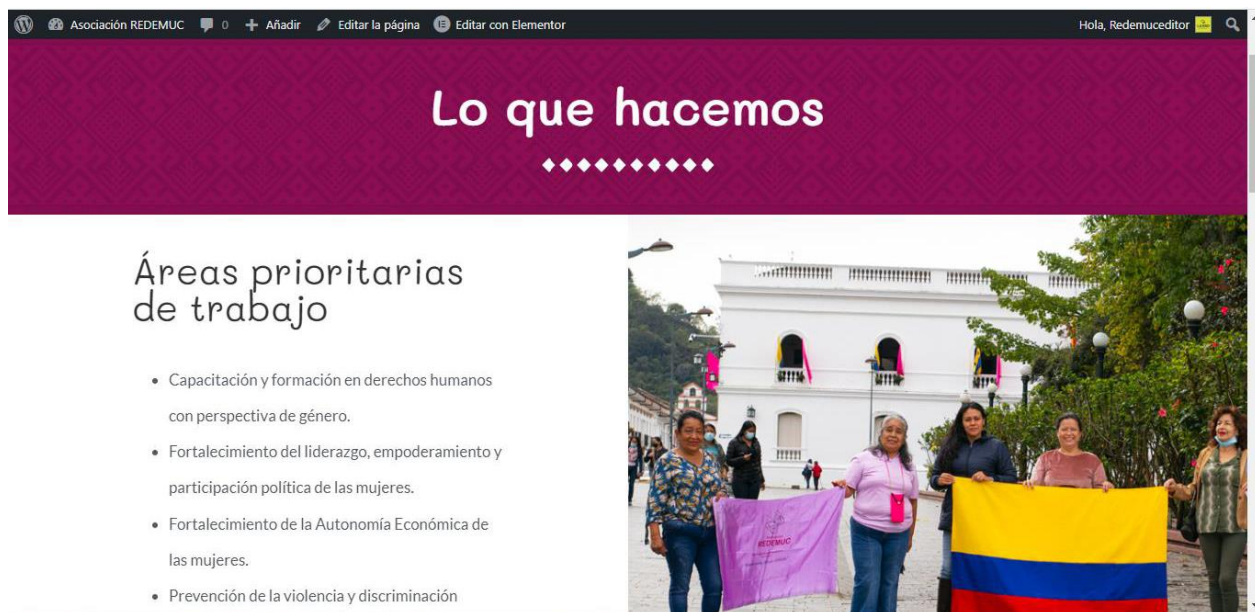 Asociación REDEMUC 0 + Añadir Editar la página Editar con Elementor Hola, Redemuceditor
Lo que hacemos
Áreas prioritarias
de trabajo
• Capacitación y formación en derechos humanos
con perspectiva de género.
• Fortalecimiento del liderazgo, empoderamiento y
participación política de las mujeres.
• Fortalecimiento de la Autonomía Económica de
las mujeres.
• Prevención de la violencia y discriminación
REDEMUC